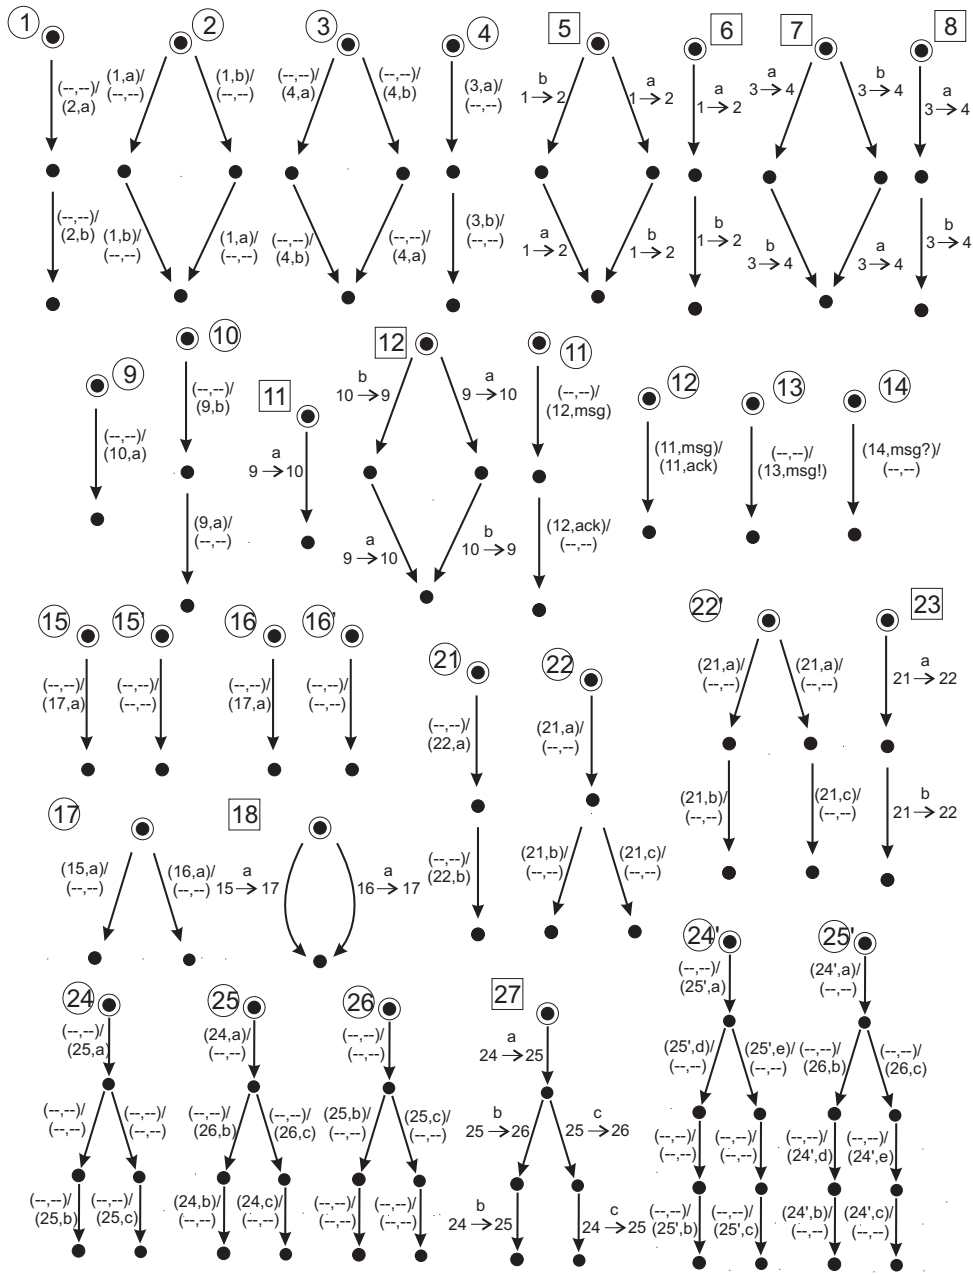 1
2
3
4
5
6
7
8
(--,--)/
(2,a)
(1,a)/
(--,--)
(1,b)/
(--,--)
(--,--)/
(4,a)
(--,--)/
(4,b)
(3,a)/
(--,--)
b
1→2
a
1→2
a
1→2
a
3→4
b
3→4
a
3→4
(--,--)/
(2,b)
(1,b)/
(--,--)
(1,a)/
(--,--)
(--,--)/
(4,b)
(--,--)/
(4,a)
(3,b)/
(--,--)
a
1→2
b
1→2
b
1→2
b
3→4
a
3→4
b
3→4
9
10
11
12
11
12
13
14
(--,--)/
(10,a)
(--,--)/
(9,b)
(9,a)/
(--,--)
a
9→10
b
10→9
a
9→10
a
9→10
b
10→9
(--,--)/
(12,msg)
(12,ack)/
(--,--)
(11,msg)/
(11,ack)
(--,--)/
(13,msg!)
(14,msg?)/
(--,--)
15
15'
16
16'
21
22
22'
23
(--,--)/
(17,a)
(--,--)/
(--,--)
(--,--)/
(17,a)
(--,--)/
(--,--)
(--,--)/
(22,a)
(--,--)/
(22,b)
(21,a)/
(--,--)
(21,b)/
(--,--)
(21,c)/
(--,--)
(21,a)/
(--,--)
(21,a)/
(--,--)
(21,b)/
(--,--)
(21,c)/
(--,--)
a
21→22
b
21→22
17
18
(15,a)/
(--,--)
(16,a)/
(--,--)
a
15→17
a
16→17
24
25
26
27
24'
25'
(--,--)/
(25,a)
(--,--)/
(--,--)
(--,--)/
(--,--)
(--,--)/
(25,b)
(--,--)/
(25,c)
(24,a)/
(--,--)
(--,--)/
(26,b)
(--,--)/
(26,c)
(24,b)/
(--,--)
(24,c)/
(--,--)
(--,--)/
(--,--)
(25,b)/
(--,--)
(25,c)/
(--,--)
(--,--)/
(--,--)
(--,--)/
(--,--)
a
24→25
b
25→26
c
25→26
b
24→25
c
24→25
(--,--)/
(25',a)
(25',d)/
(--,--)
(25',e)/
(--,--)
(--,--)/
(--,--)
(--,--)/
(--,--)
(--,--)/
(25',b)
(--,--)/
(25',c)
(24',a)/
(--,--)
(--,--)/
(26,b)
(--,--)/
(26,c)
(--,--)/
(24',d)
(--,--)/
(24',e)
(24',b)/
(--,--)
(24',c)/
(--,--)